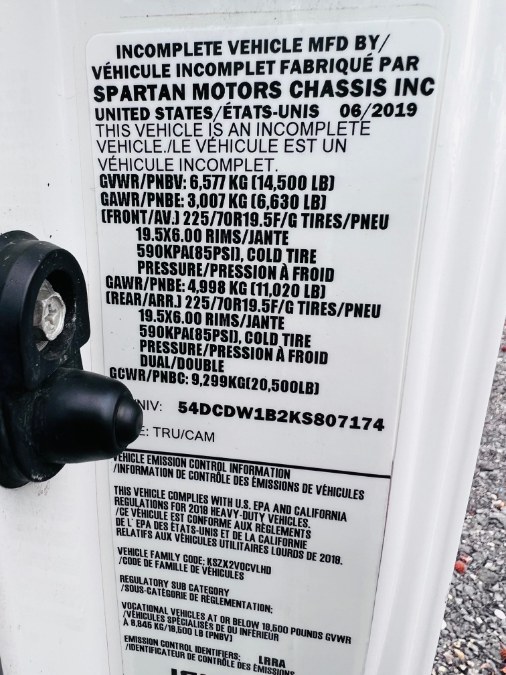 INCOMPLETE VEHICLE MFD BY/
VÉHICULE INCOMPLET FABRIQUÉ PAR
SPARTAN MOTORS CHASSIS INC
UNITED STATES/ÉTATS-UNIS 06/2019
THIS VEHICLE IS AN INCOMPLETE
VEHICLE./LE VÉHICULE EST UN
VÉHICULE INCOMPLET.
GVWR/PNBV: 6,577 KG (14,500 LB)
GAWR/PNBE: 3,007 KG (6,630 LB)
(FRONT/AV.) 225/70R19.5F/G TIRES/PNEU
19.5X6.00 RIMS/JANTE
590KPA(85PSI), COLD TIRE
PRESSURE/PRESSION À FROID
GAWR/PNBE: 4,998 KG (11,020 LB)
(REAR/ARR.) 225/70R19.5F/G TIRES/PNEU
19.5X6.00 RIMS/JANTE
590KPA(85PSI), COLD TIRE
PRESSURE/PRESSION À FROID
DUAL/DOUBLE
GCWR/PNBC: 9,299KG(20,500LB)
NIV: 54DCDW1B2KS807174
E: TRU/CAM
VEHICLE EMISSION CONTROL INFORMATION
/INFORMATION DE CONTRÔLE DES ÉMISSIONS DE VÉHICULES
THIS VEHICLE COMPLIES WITH U.S. EPA AND CALIFORNIA
REGULATIONS FOR 2018 HEAVY-DUTY VEHICLES.
/CE VÉHICULE EST CONFORME AUX RÈGLEMENTS
DE L' EPA DES ÉTATS-UNIS ET DE LA CALIFORNIE
RELATIFS AUX VÉHICULES UTILITAIRES LOURDS DE 2018.
VEHICLE FAMILY CODE: KSZX2VOCVLHD
/CODE DE FAMILLE DE VÉHICULES
REGULATORY SUB CATEGORY
/SOUS-CATÉGORIE DE RÉGLEMENTATION:
VOCATIONAL VEHICLES AT OR BELOW 19,500 POUNDS GVWR
/VÉHICULES SPÉCIALISÉS DE OU INFÉRIEUR
À 8,845 KG/19,500 LB (PNBV)
EMISSION CONTROL IDENTIFIERS: LRRA
/IDENTIFICATEUR DE CONTRÔLE DES ÉMISSIONS